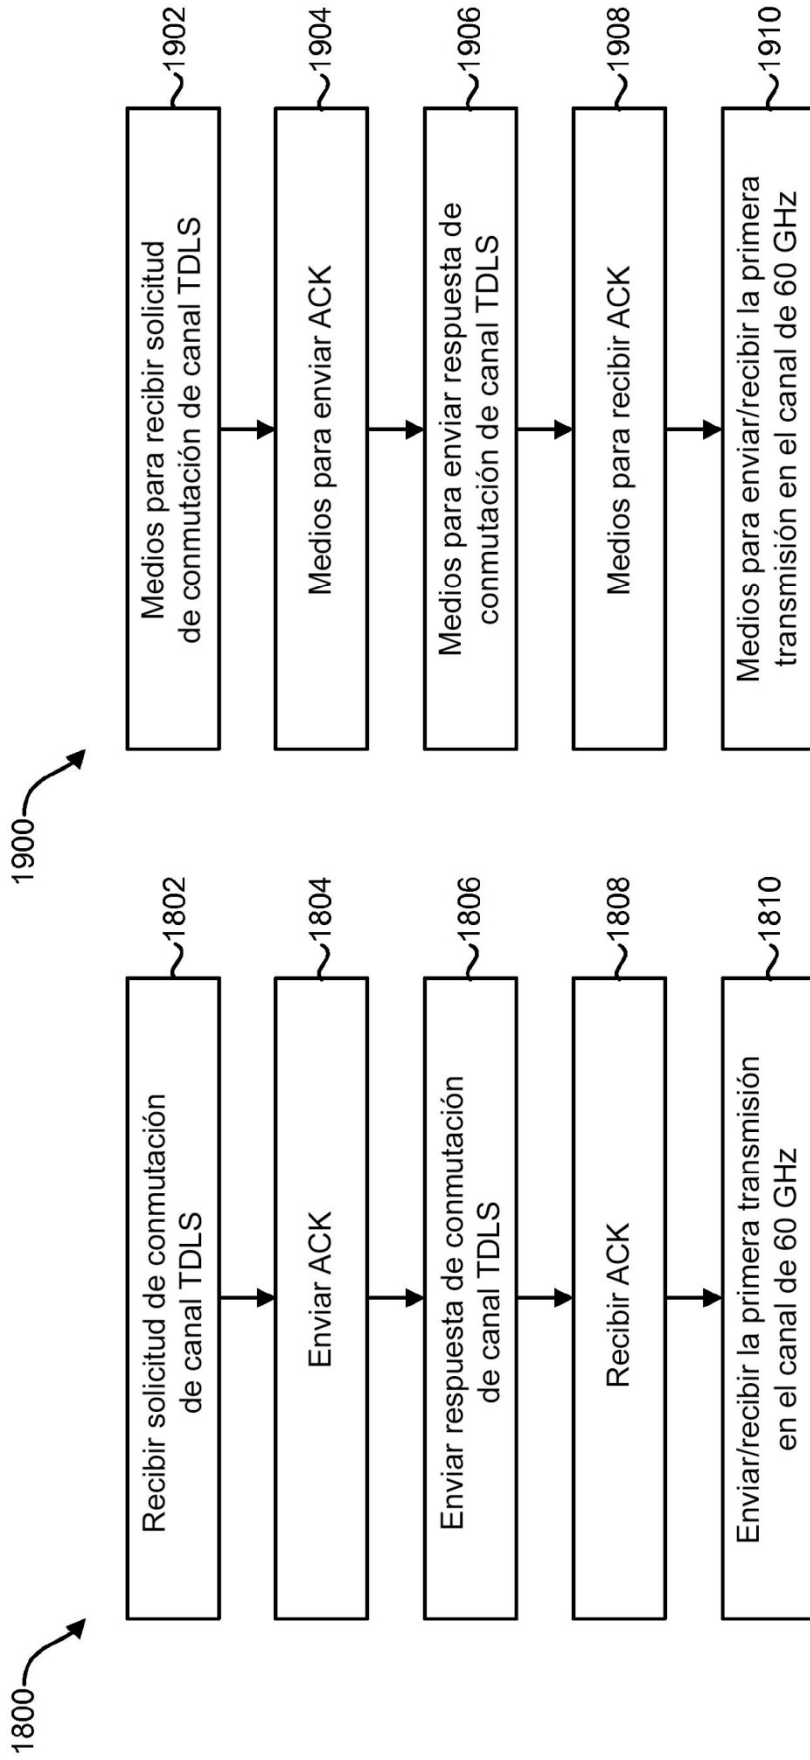 1800
Recibir solicitud de conmutación
de canal TDLS
1802
Enviar ACK
1804
Enviar respuesta de conmutación
de canal TDLS
1806
Recibir ACK
1808
Enviar/recibir la primera transmisión
en el canal de 60 GHz
1810
1900
Medios para recibir solicitud
de conmutación de canal TDLS
1902
Medios para enviar ACK
1904
Medios para enviar respuesta de
conmutación de canal TDLS
1906
Medios para recibir ACK
1908
Medios para enviar/recibir la primera
transmisión en el canal de 60 GHz
1910